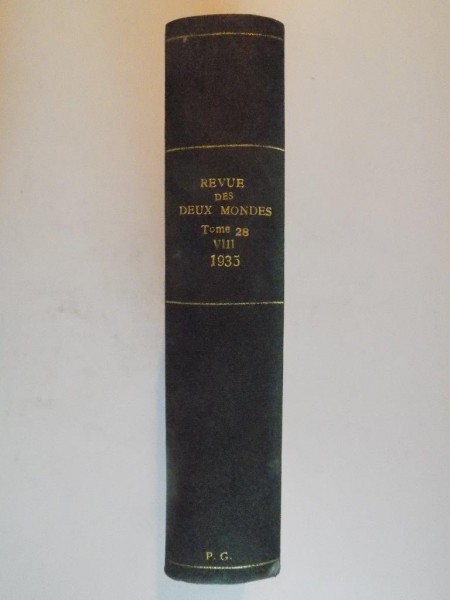 REVUE
DES
DEUX MONDES
Tome 28
VIII
1935
P. G.